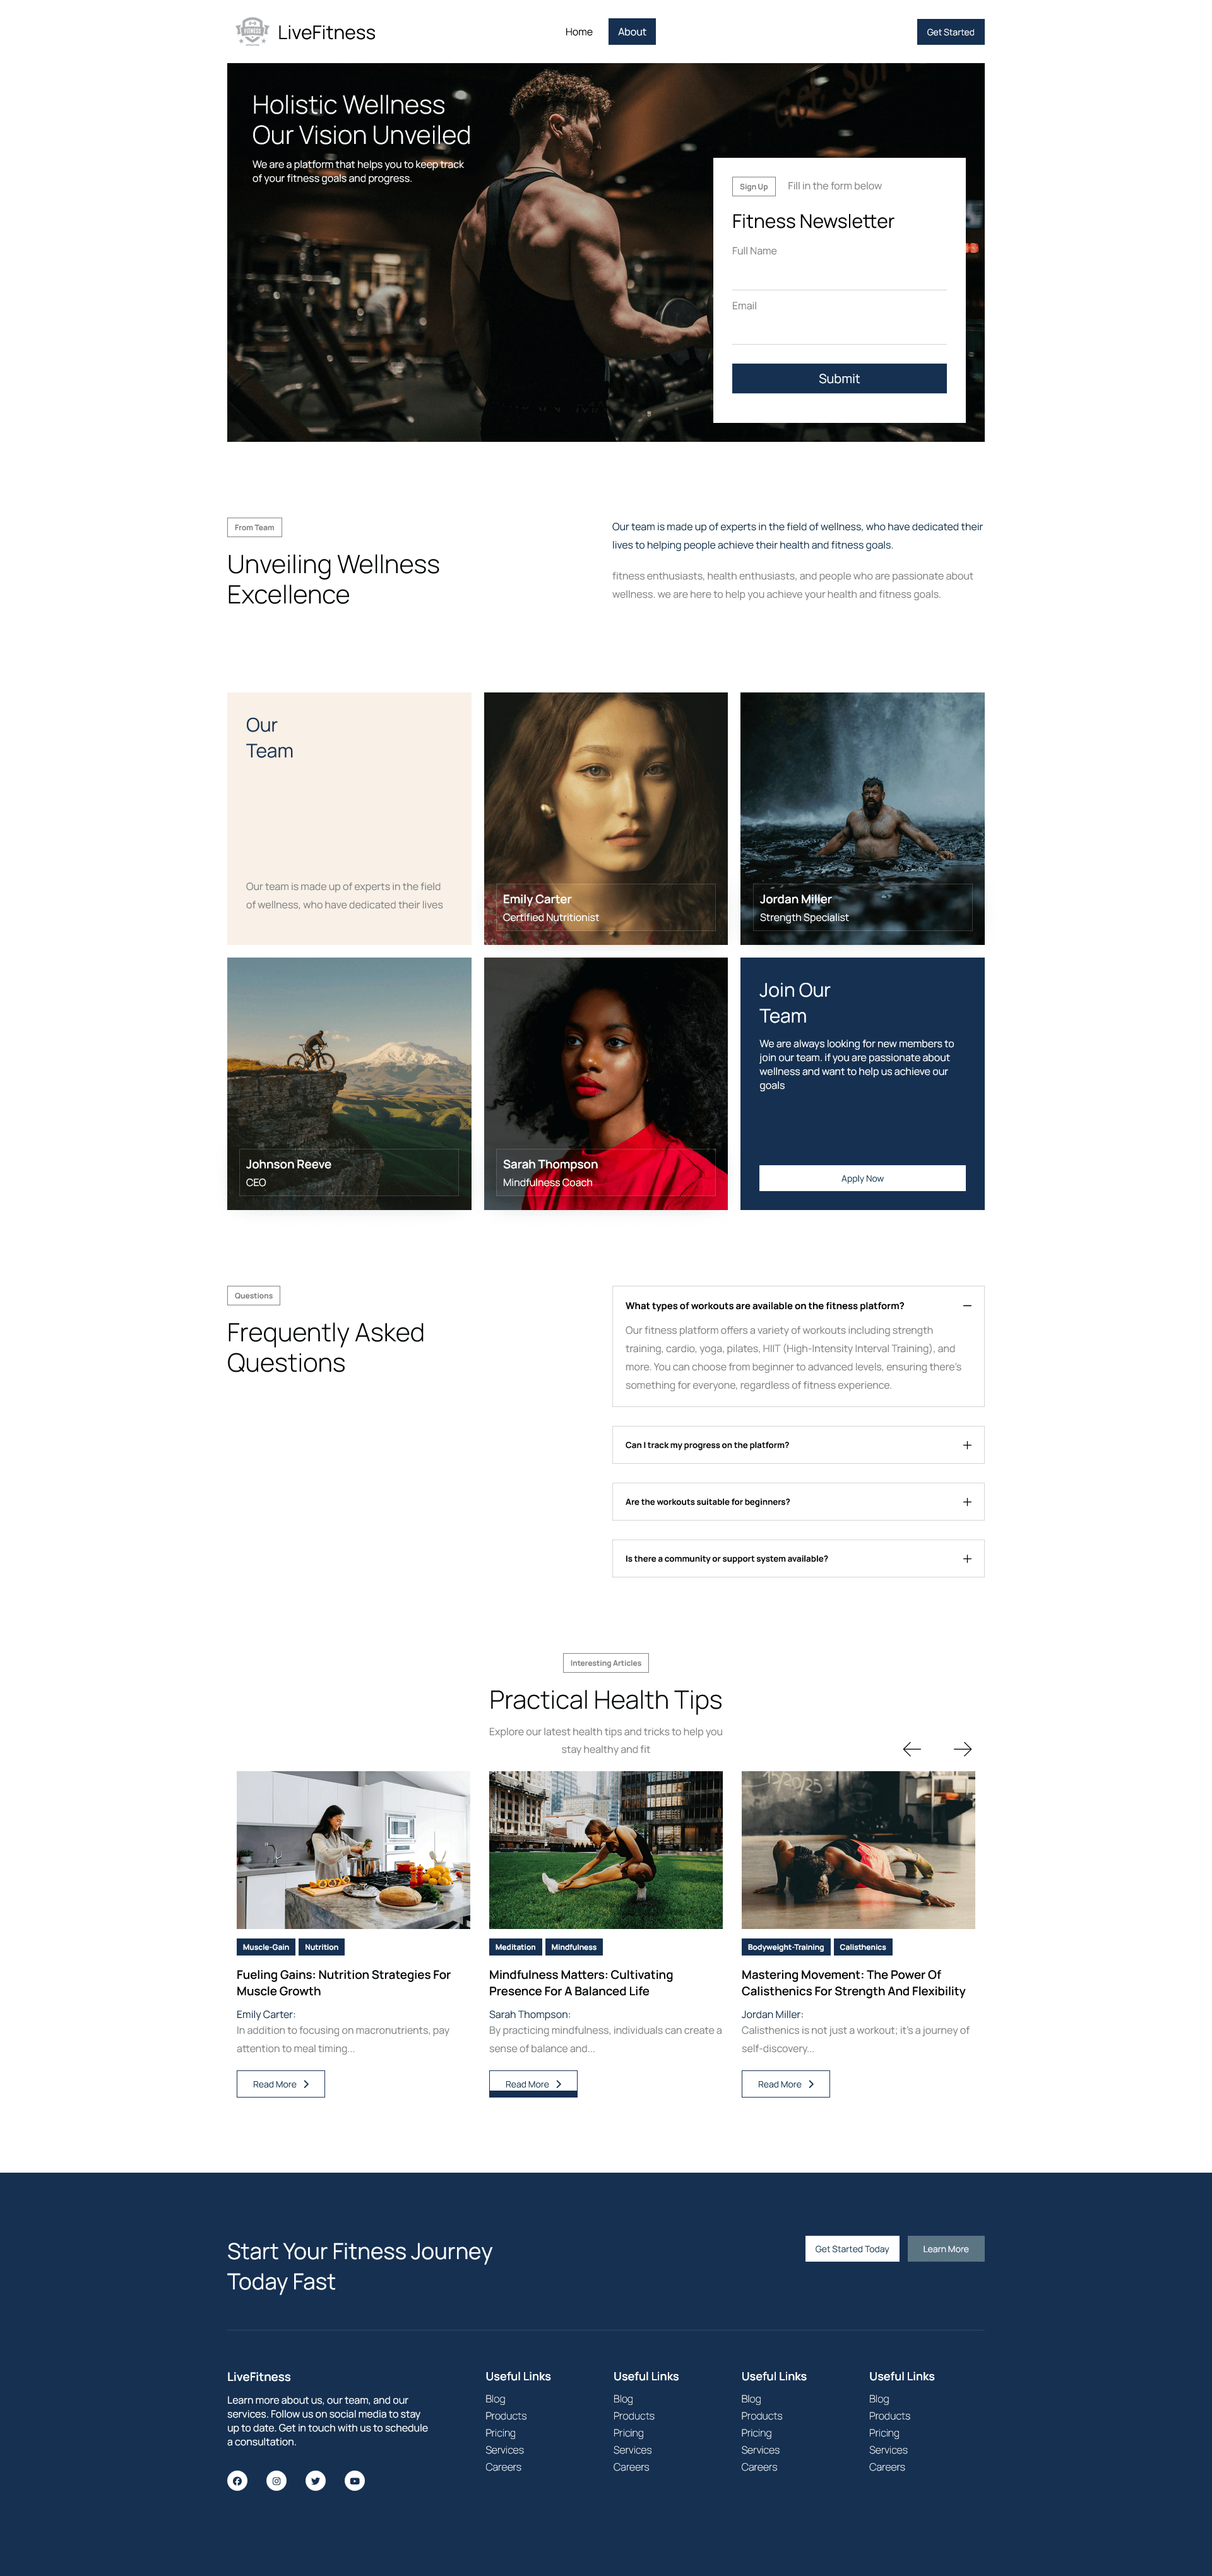 FITNESS
LiveFitness
Home
About
Get Started
Holistic Wellness
Our Vision Unveiled
We are a platform that helps you to keep track
of your fitness goals and progress.
Sign Up
Fill in the form below
Fitness Newsletter
Full Name
Email
Submit
From Team
Unveiling Wellness
Excellence
Our team is made up of experts in the field of wellness, who have dedicated their
lives to helping people achieve their health and fitness goals.
fitness enthusiasts, health enthusiasts, and people who are passionate about
wellness. we are here to help you achieve your health and fitness goals.
Our
Team
Our team is made up of experts in the field
of wellness, who have dedicated their lives
Emily Carter
Certified Nutritionist
Jordan Miller
Strength Specialist
Johnson Reeve
CEO
Sarah Thompson
Mindfulness Coach
Join Our
Team
We are always looking for new members to
join our team. if you are passionate about
wellness and want to help us achieve our
goals
Apply Now
Questions
Frequently Asked
Questions
What types of workouts are available on the fitness platform?
Our fitness platform offers a variety of workouts including strength
training, cardio, yoga, pilates, HIIT (High-Intensity Interval Training), and
more. You can choose from beginner to advanced levels, ensuring there's
something for everyone, regardless of fitness experience.
Can I track my progress on the platform?
Are the workouts suitable for beginners?
Is there a community or support system available?
Interesting Articles
Practical Health Tips
Explore our latest health tips and tricks to help you
stay healthy and fit
Muscle-Gain
Nutrition
Fueling Gains: Nutrition Strategies For
Muscle Growth
Emily Carter:
In addition to focusing on macronutrients, pay
attention to meal timing...
Read More
Meditation
Mindfulness
Mindfulness Matters: Cultivating
Presence For A Balanced Life
Sarah Thompson:
By practicing mindfulness, individuals can create a
sense of balance and...
Read More
Bodyweight-Training
Calisthenics
Mastering Movement: The Power Of
Calisthenics For Strength And Flexibility
Jordan Miller:
Calisthenics is not just a workout; it's a journey of
self-discovery...
Read More
Start Your Fitness Journey
Today Fast
Get Started Today
Learn More
LiveFitness
Learn more about us, our team, and our
services. Follow us on social media to stay
up to date. Get in touch with us to schedule
a consultation.
Useful Links
Blog
Products
Pricing
Services
Careers
Useful Links
Blog
Products
Pricing
Services
Careers
Useful Links
Blog
Products
Pricing
Services
Careers
Useful Links
Blog
Products
Pricing
Services
Careers